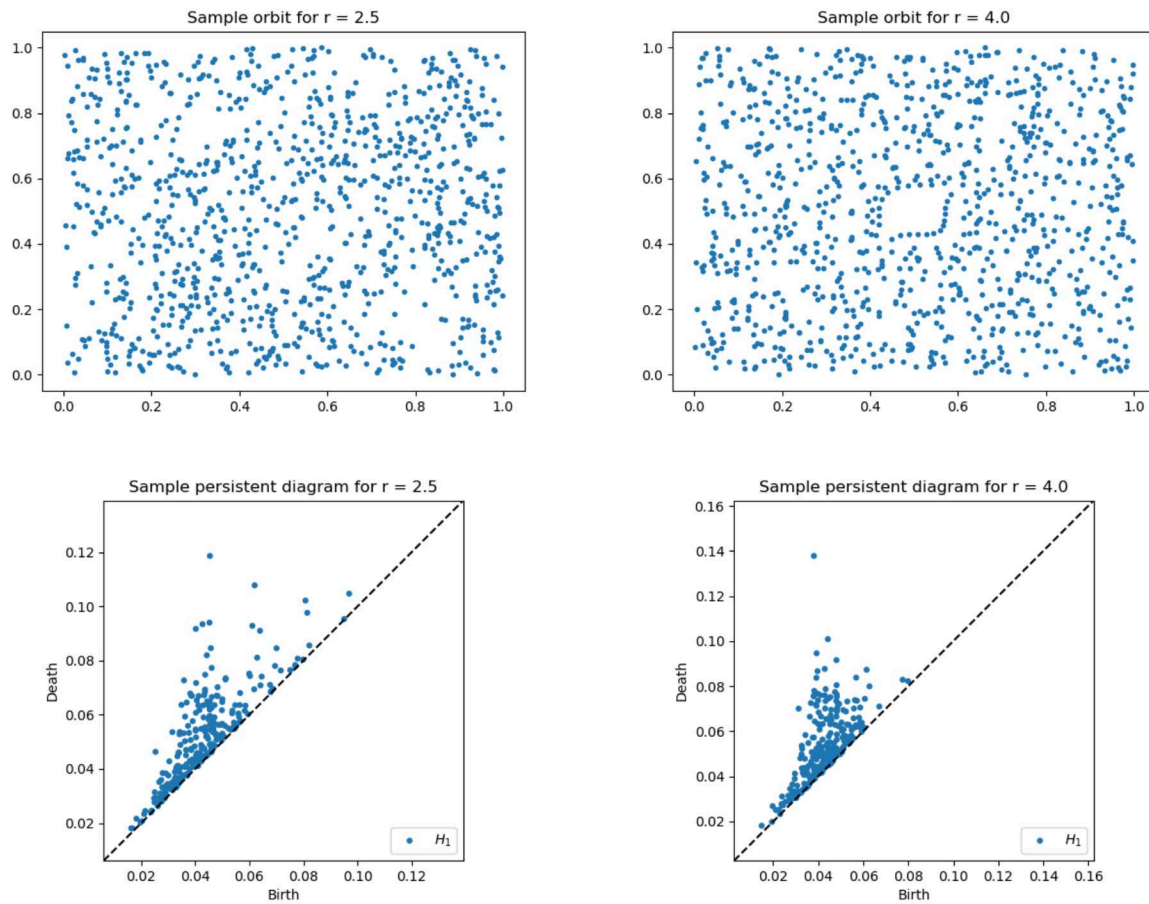 Sample orbit for r = 2.5
1.0
0.8
0.6
0.4
0.2
0.0
0.0 0.2 0.4 0.6 0.8 1.0
Sample orbit for r = 4.0
1.0
0.8
0.6
0.4
0.2
0.0
0.0 0.2 0.4 0.6 0.8 1.0
Sample persistent diagram for r = 2.5
Death
0.12
0.10
0.08
0.06
0.04
0.02
H₁
0.02 0.04 0.06 0.08 0.10 0.12
Birth
Sample persistent diagram for r = 4.0
Death
0.16
0.14
0.12
0.10
0.08
0.06
0.04
0.02
H₁
0.02 0.04 0.06 0.08 0.10 0.12 0.14 0.16
Birth